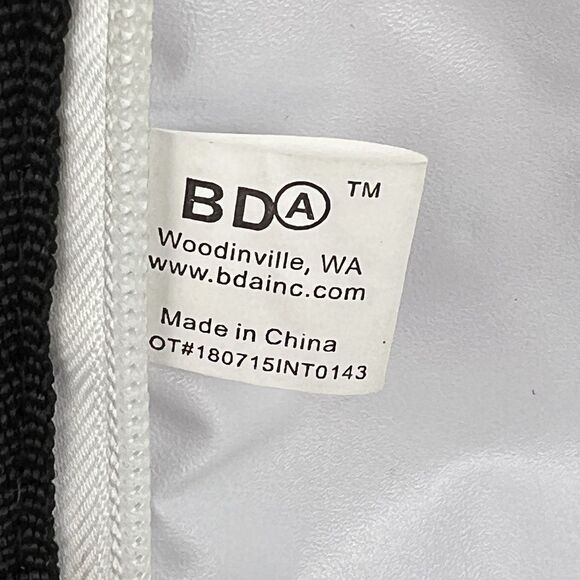 BDA ™
Woodinville, WA
www.bdainc.com
Made in China
OT#180715INT0143